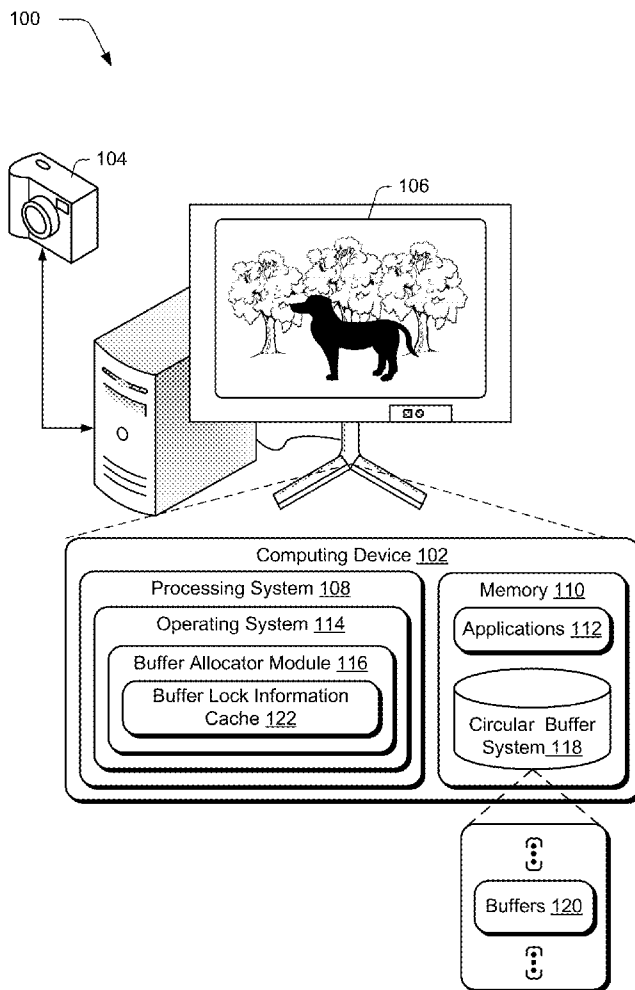 100
104
106
Computing Device 102
Processing System 108
Operating System 114
Buffer Allocator Module 116
Buffer Lock Information
Cache 122
Memory 110
Applications 112
Circular Buffer
System 118
Buffers 120